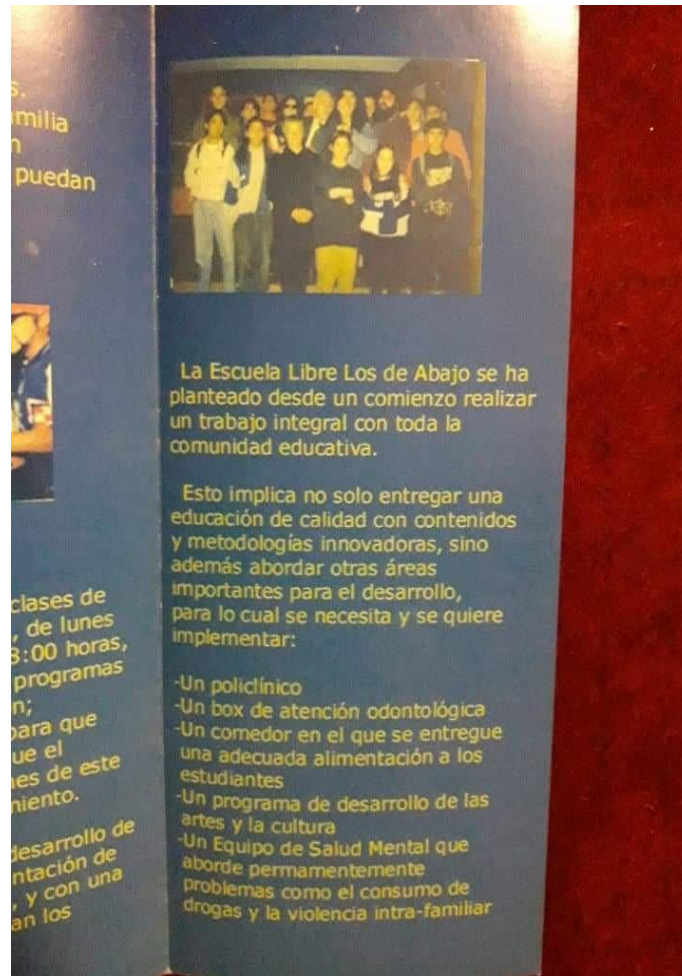 s.
milia
n
puedan
clases de
, de lunes
8:00 horas,
programas
n;
para que
ue el
nes de este
miento.
desarrollo de
ntación de
, y con una
an los
La Escuela Libre Los de Abajo se ha
planteado desde un comienzo realizar
un trabajo integral con toda la
comunidad educativa.
Esto implica no solo entregar una
educación de calidad con contenidos
y metodologías innovadoras, sino
además abordar otras áreas
importantes para el desarrollo,
para lo cual se necesita y se quiere
implementar:
-Un policlínico
-Un box de atención odontológica
-Un comedor en el que se entregue
una adecuada alimentación a los
estudiantes
-Un programa de desarrollo de las
artes y la cultura
-Un Equipo de Salud Mental que
aborde permamentemente
problemas como el consumo de
drogas y la violencia intra-familiar